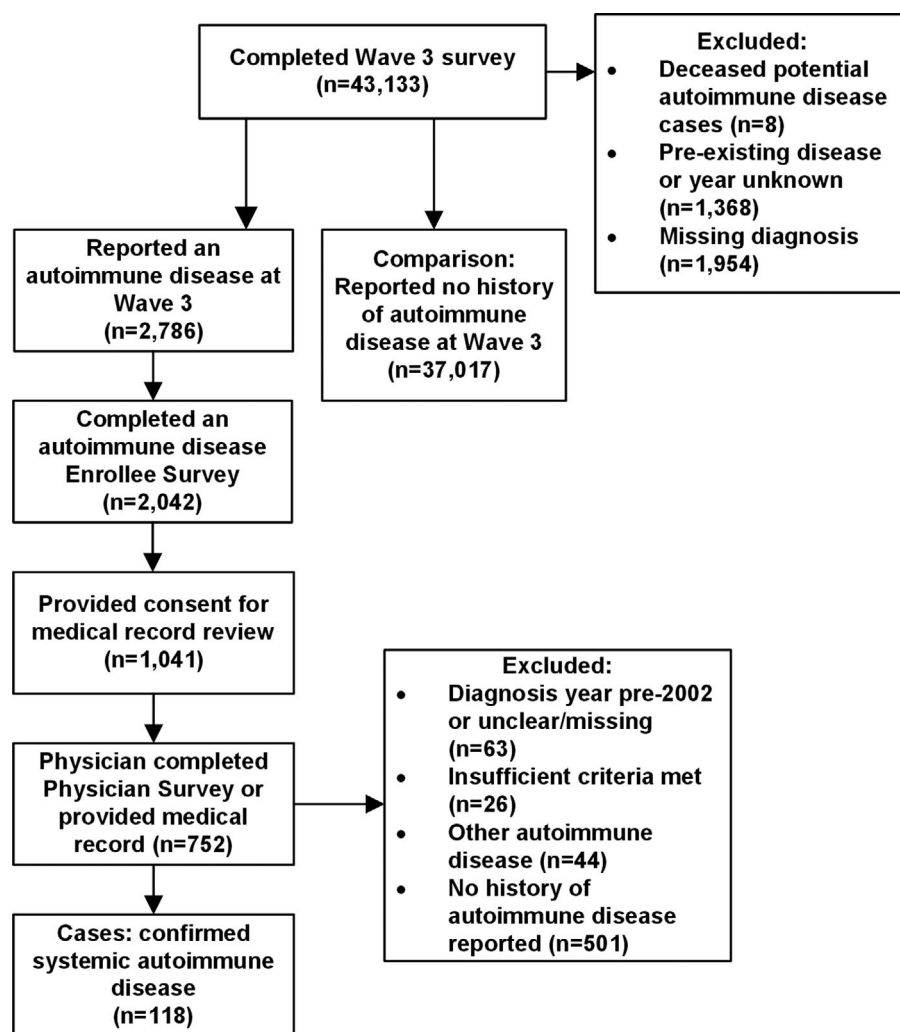 Completed Wave 3 survey
(n=43,133)
Excluded:
• Deceased potential
autoimmune disease
cases (n=8)
• Pre-existing disease
or year unknown
(n=1,368)
• Missing diagnosis
(n=1,954)
Reported an
autoimmune disease at
Wave 3
(n=2,786)
Comparison:
Reported no history
of autoimmune
disease at Wave 3
(n=37,017)
Completed an
autoimmune disease
Enrollee Survey
(n=2,042)
Provided consent for
medical record review
(n=1,041)
Physician completed
Physician Survey or
provided medical
record (n=752)
Excluded:
• Diagnosis year pre-2002
or unclear/missing
(n=63)
• Insufficient criteria met
(n=26)
• Other autoimmune
disease (n=44)
• No history of
autoimmune disease
reported (n=501)
Cases: confirmed
systemic autoimmune
disease
(n=118)